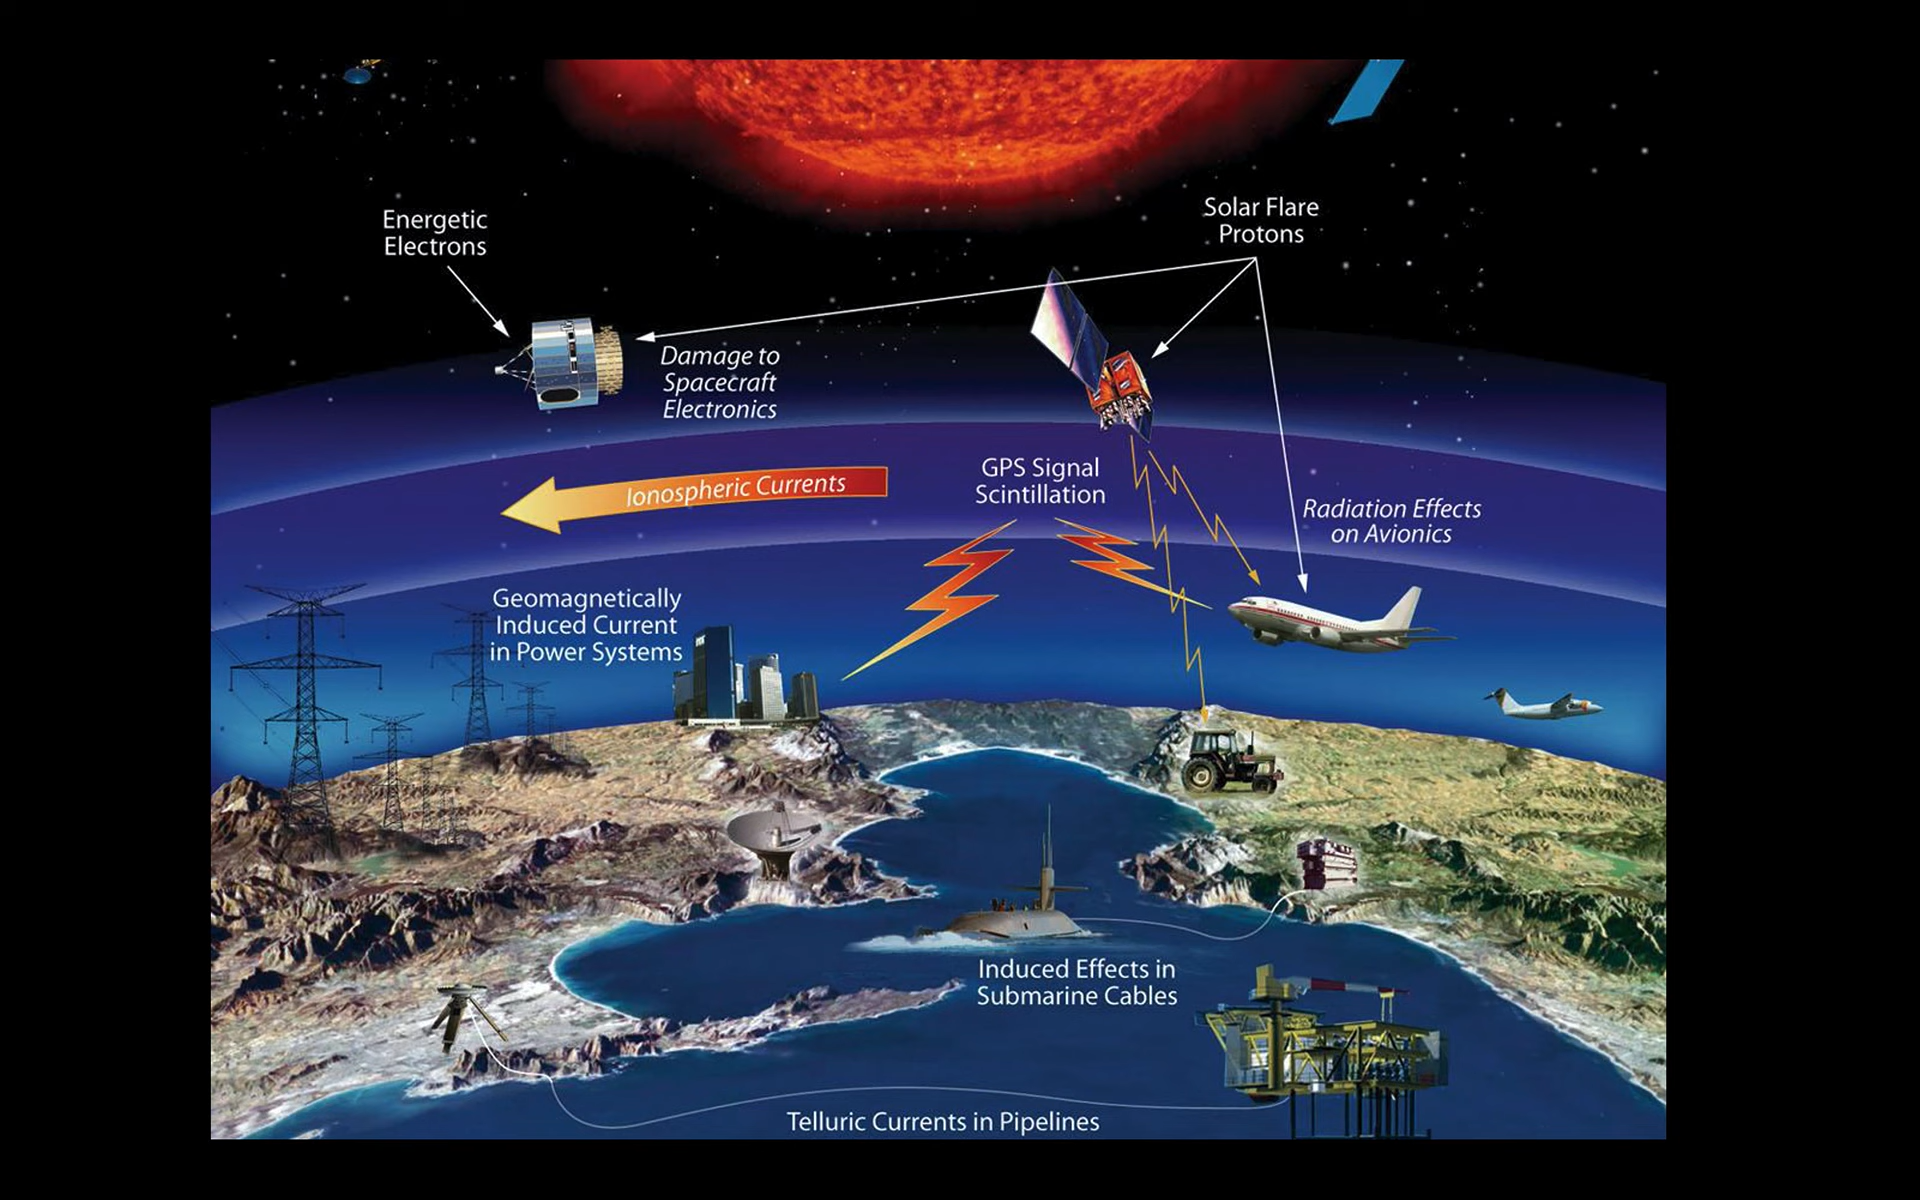 Energetic
Electrons
Solar Flare
Protons
Damage to
Spacecraft
Electronics
Ionospheric Currents
GPS Signal
Scintillation
Radiation Effects
on Avionics
Geomagnetically
Induced Current
in Power Systems
Induced Effects in
Submarine Cables
Telluric Currents in Pipelines